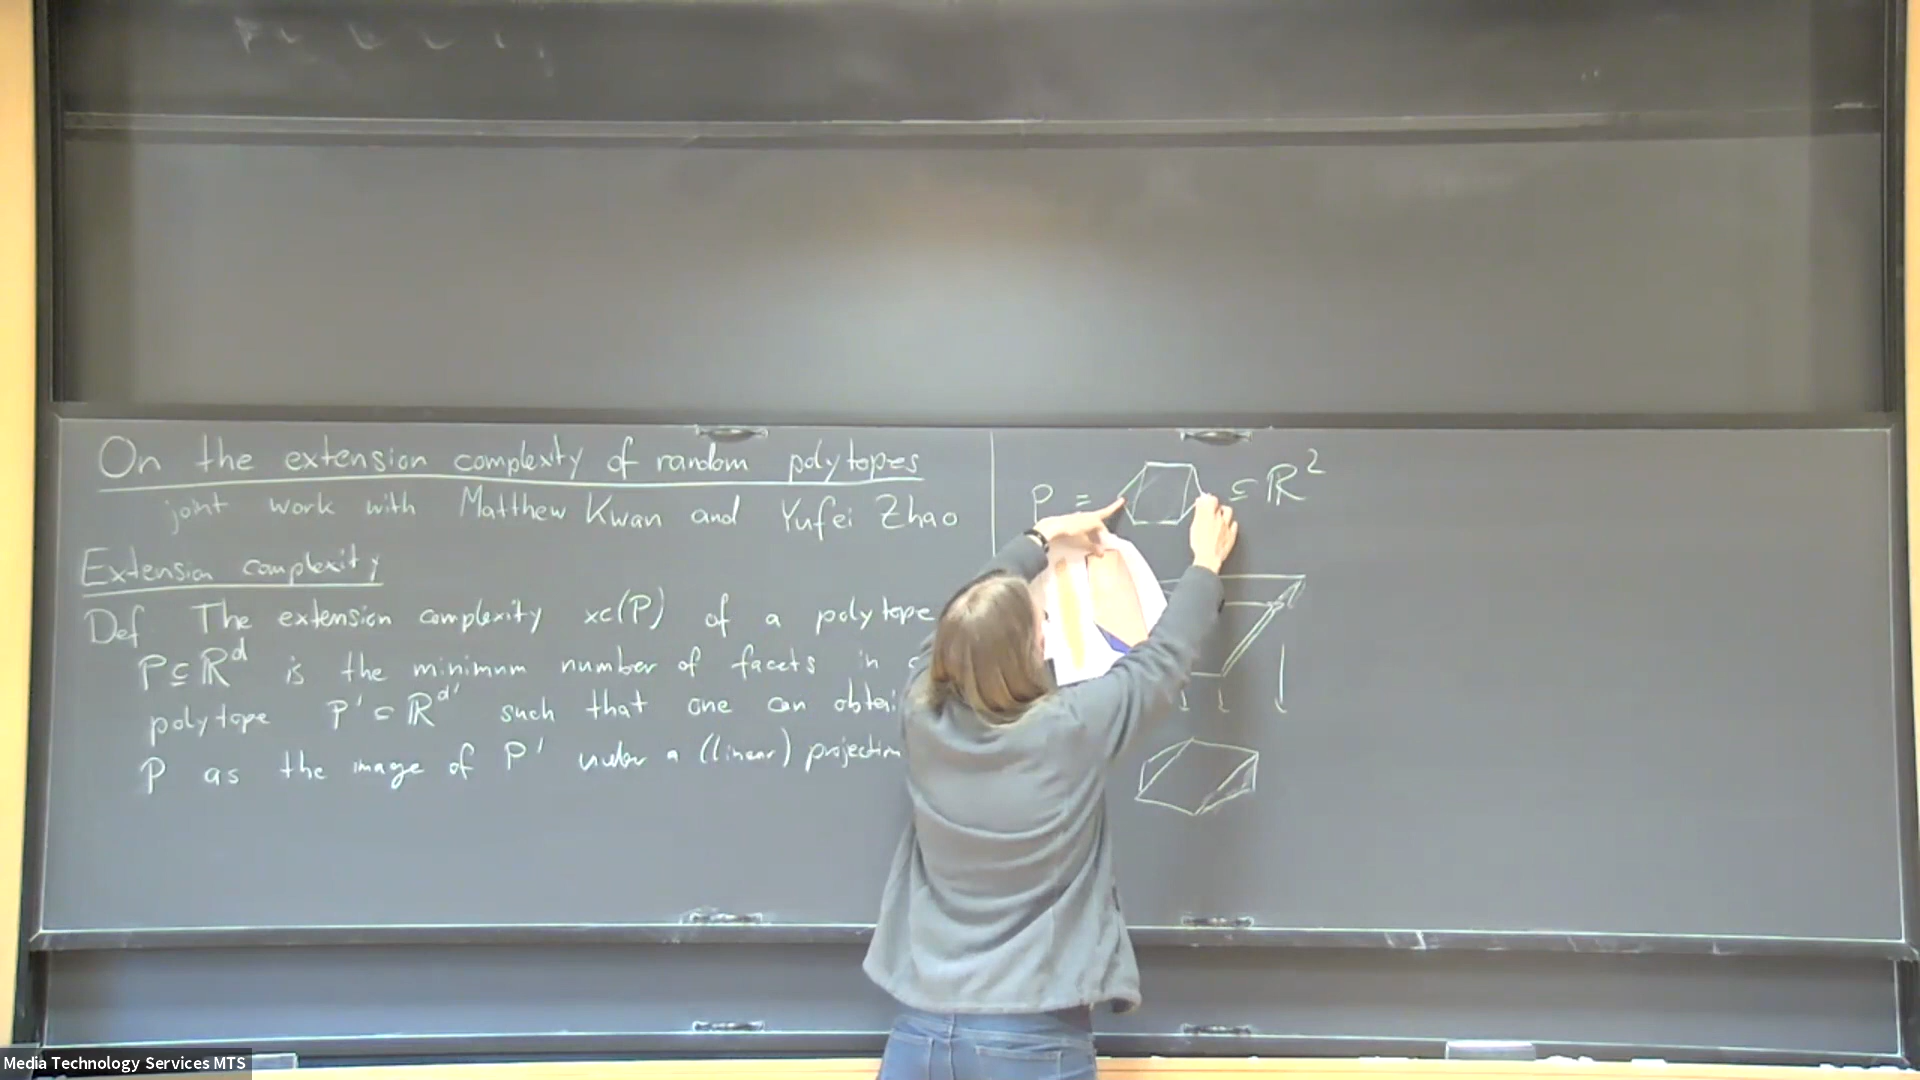 On the extension complexity of random polytopes
joint work with Matthew Kwan and Yufei Zhao
Extension complexity
Def The extension complexity xc(P) of a polytope
P ⊆ ℝ^d is the minimum number of facets in
polytope P' ⊆ ℝ^d' such that one can
P as the image of P' under a (linear) projection
P = ⊆ ℝ^2
Media Technology Services MTS